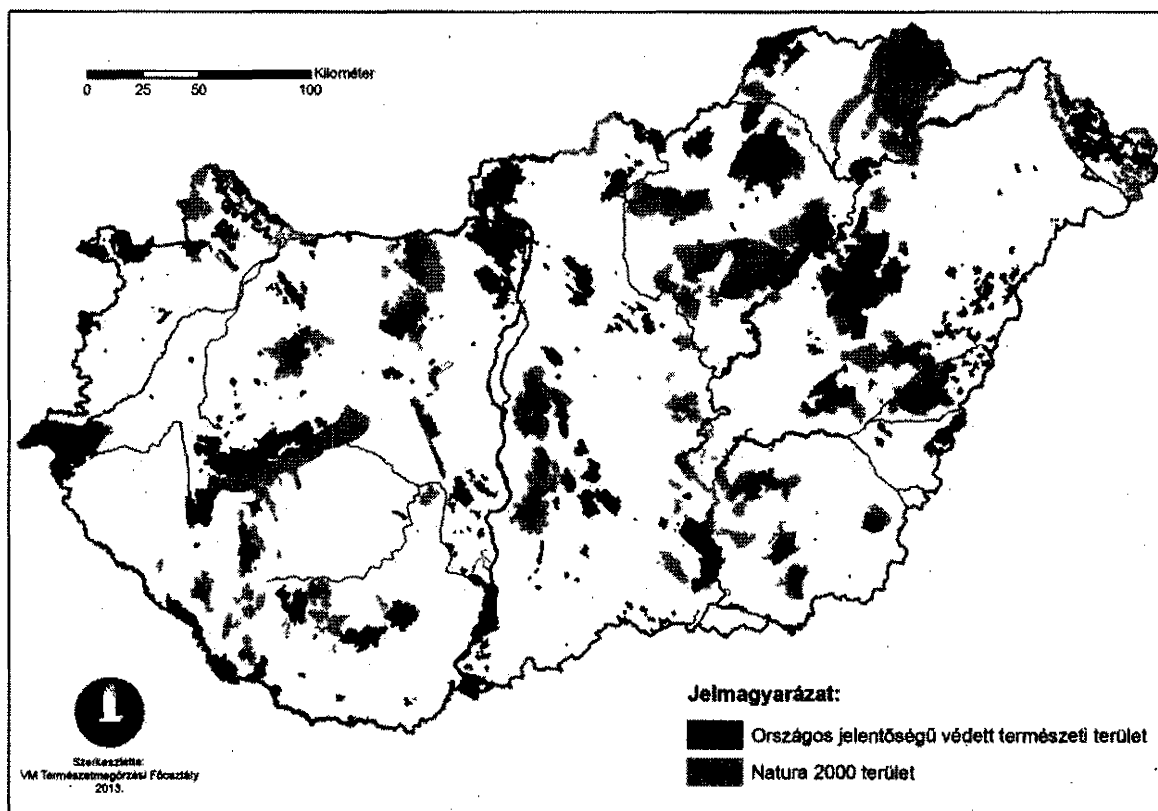 Kilométer
0 25 50 100
Jelmagyarázat:
Országos jelentőségű védett természeti terület
Natura 2000 terület
Szerkesztette:
VM Természetmegőrzési Főosztály
2013.